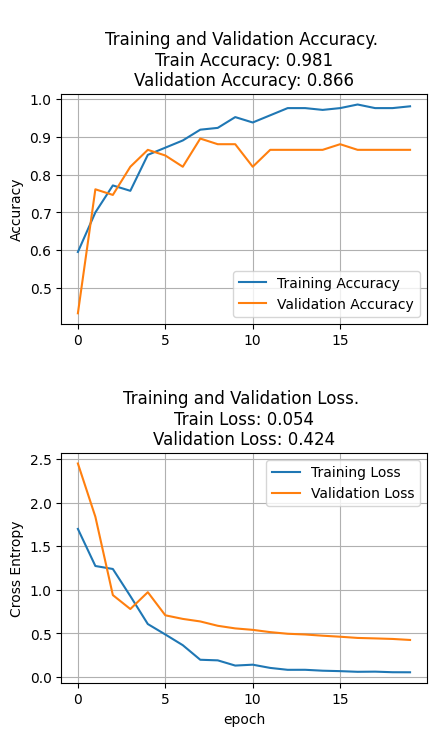 Training and Validation Accuracy.
Train Accuracy: 0.981
Validation Accuracy: 0.866
1.0
0.9
0.8
0.7
0.6
0.5
Accuracy
Training Accuracy
Validation Accuracy
0 5 10 15
Training and Validation Loss.
Train Loss: 0.054
Validation Loss: 0.424
2.5
2.0
1.5
1.0
0.5
0.0
Cross Entropy
Training Loss
Validation Loss
0 5 10 15
epoch